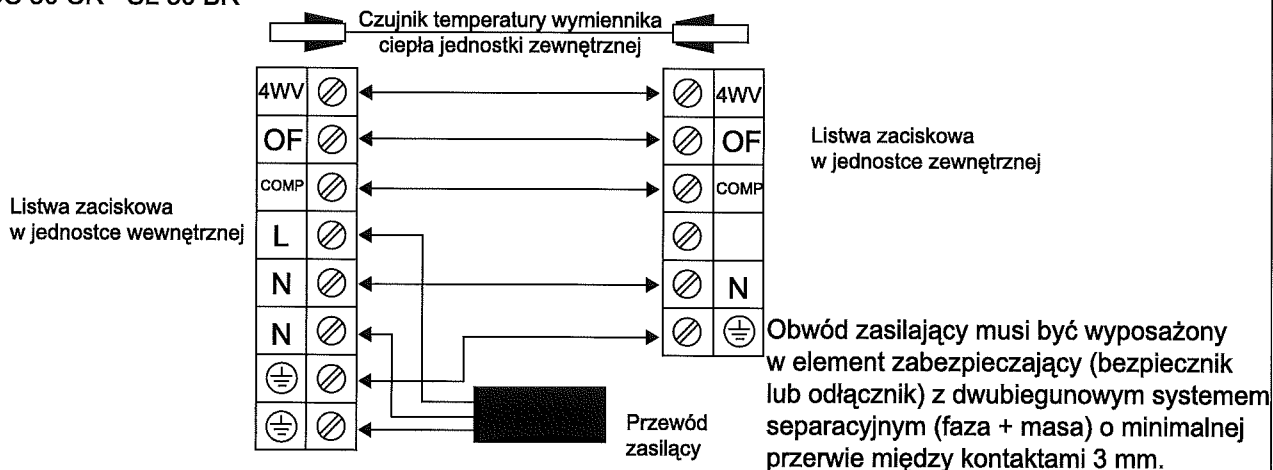 Czujnik temperatury wymiennika
ciepła jednostki zewnętrznej
4WV
OF
COMP
L
N
N
Listwa zaciskowa
w jednostce wewnętrznej
4WV
OF
COMP
N
Listwa zaciskowa
w jednostce zewnętrznej
Przewód
zasilący
Obwód zasilający musi być wyposażony
w element zabezpieczający (bezpiecznik
lub odłącznik) z dwubiegunowym systemem
separacyjnym (faza + masa) o minimalnej
przerwie między kontaktami 3 mm.